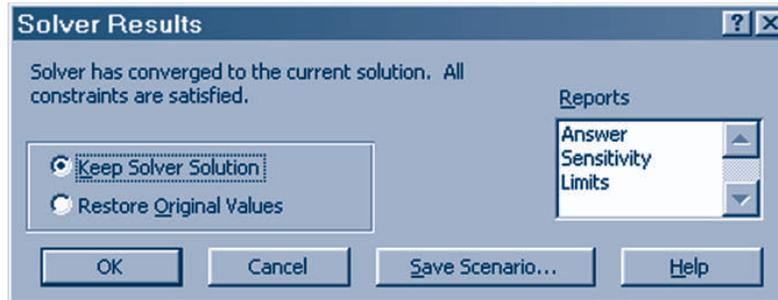 Solver Results
Solver has converged to the current solution. All
constraints are satisfied.
Reports
Answer
Sensitivity
Limits
Keep Solver Solution
Restore Original Values
OK
Cancel
Save Scenario...
Help